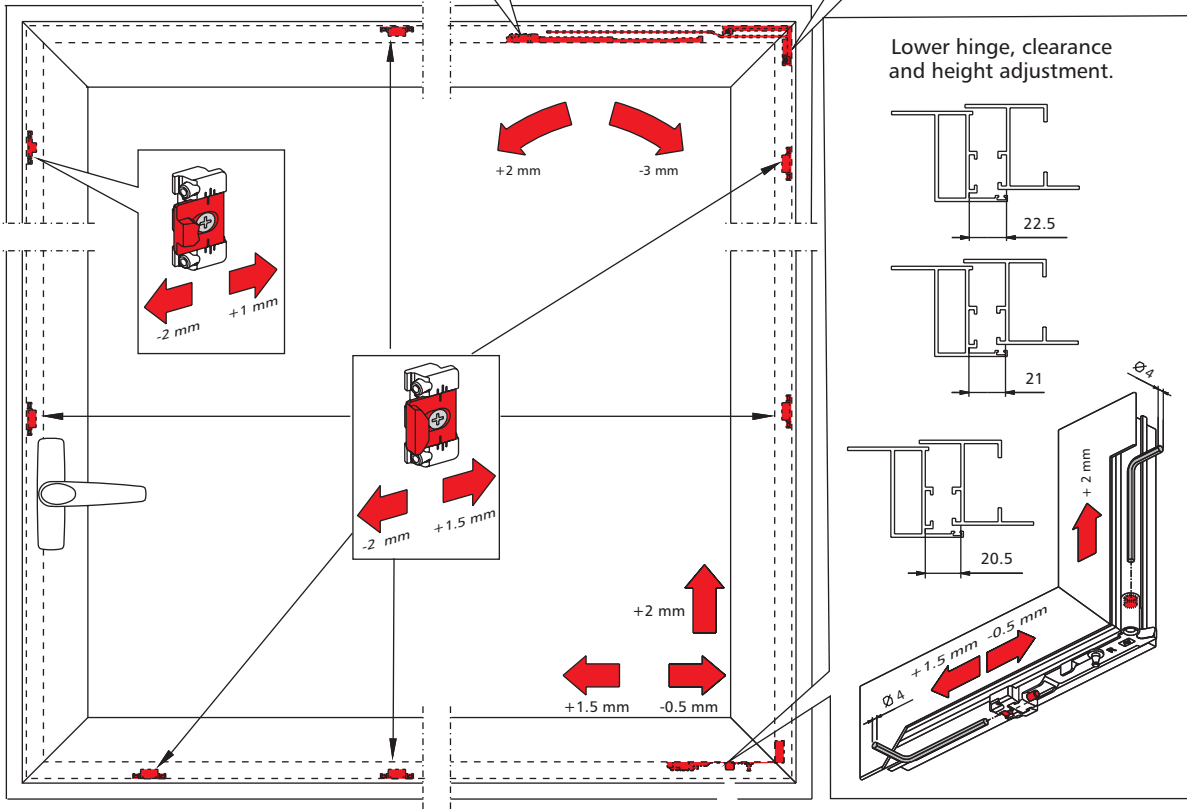 Lower hinge, clearance
and height adjustment.
+2 mm
-3 mm
22.5
-2 mm
+1 mm
21
Ø4
-2 mm
+1.5 mm
+ 2 mm
20.5
+2 mm
+1.5 mm
-0.5 mm
+1.5 mm
-0.5 mm
Ø 4